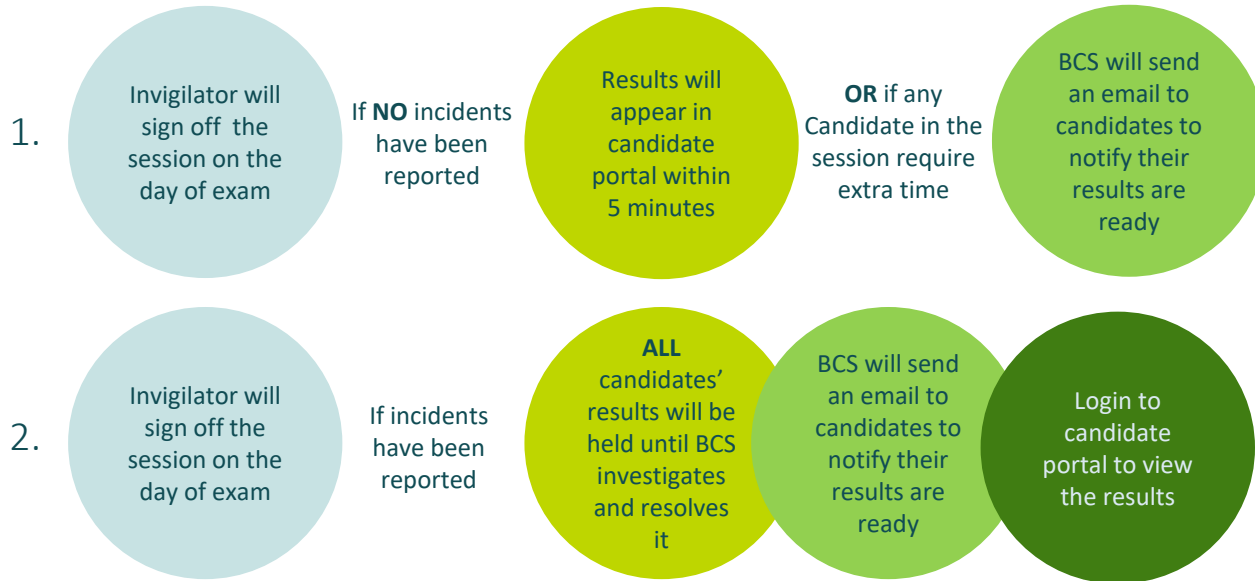 1.
Invigilator will
sign off the
session on the
day of exam
If NO incidents
have been
reported
Results will
appear in
candidate
portal within
5 minutes
OR if any
Candidate in the
session require
extra time
BCS will send
an email to
candidates to
notify their
results are
ready
2.
Invigilator will
sign off the
session on the
day of exam
If incidents
have been
reported
ALL
candidates’
results will be
held until BCS
investigates
and resolves
it
BCS will send
an email to
candidates to
notify their
results are
ready
Login to
candidate
portal to view
the results